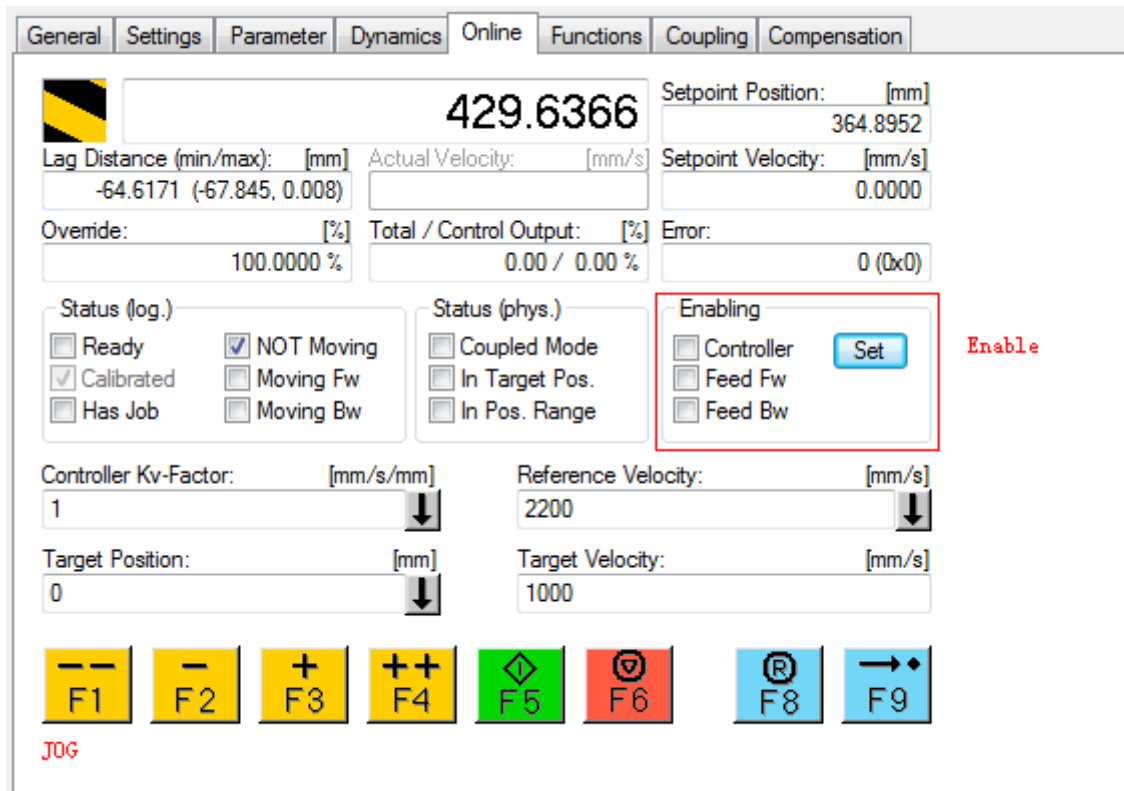 General Settings Parameter Dynamics Online Functions Coupling Compensation
429.6366
Setpoint Position: [mm]
364.8952
Lag Distance (min/max): [mm] Actual Velocity: [mm/s] Setpoint Velocity: [mm/s]
-64.6171 (-67.845, 0.008) 0.0000
Override: [%] Total / Control Output: [%] Error:
100.0000 % 0.00 / 0.00 % 0 (0x0)
Status (log.) Status (phys.) Enabling
Ready NOT Moving Coupled Mode Controller Set Enable
Calibrated Moving Fw In Target Pos. Feed Fw
Has Job Moving Bw In Pos. Range Feed Bw
Controller Kv-Factor: [mm/s/mm] Reference Velocity: [mm/s]
1 2200
Target Position: [mm] Target Velocity: [mm/s]
0 1000
-- - + ++ R
F1 F2 F3 F4 F5 F6 F8 F9
JOG